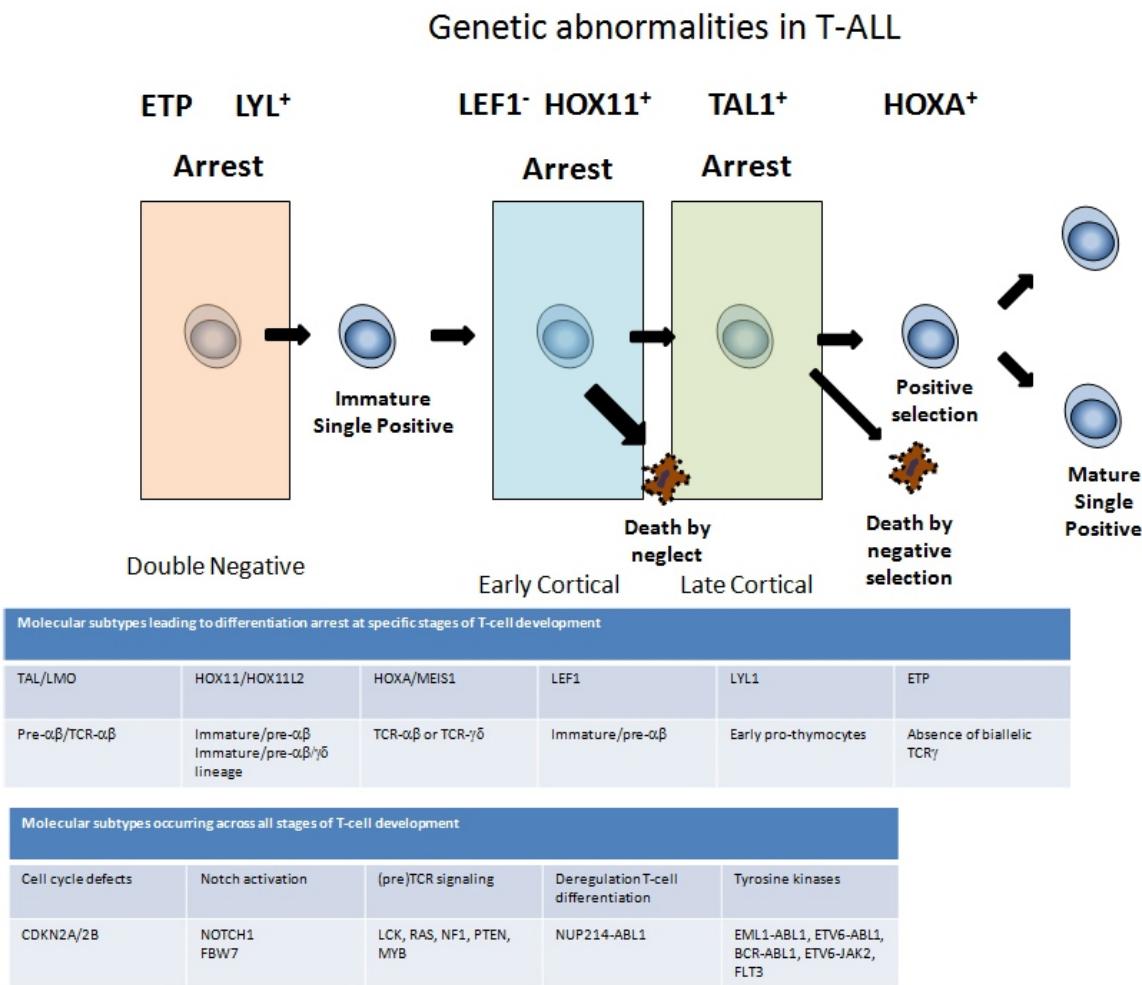 Genetic abnormalities in T-ALL
ETP LYL⁺ LEF1⁻ HOX11⁺ TAL1⁺ HOXA⁺
Arrest Arrest Arrest
Immature
Single Positive
Positive
selection
Mature
Single
Positive
Death by
neglect
Death by
negative
selection
Double Negative
Early Cortical
Late Cortical
Molecular subtypes leading to differentiation arrest at specific stages of T-cell development
TAL/LMO HOX11/HOX11L2 HOXA/MEIS1 LEF1 LYL1 ETP
Pre-αβ/TCR-αβ
Immature/pre-αβ
Immature/pre-αβ/γδ
lineage
TCR-αβ or TCR-γδ
Immature/pre-αβ
Early pro-thymocytes
Absence of biallelic
TCRγ
Molecular subtypes occurring across all stages of T-cell development
Cell cycle defects
Notch activation
(pre)TCR signaling
Deregulation T-cell
differentiation
Tyrosine kinases
CDKN2A/2B
NOTCH1
FBW7
LCK, RAS, NF1, PTEN,
MYB
NUP214-ABL1
EML1-ABL1, ETV6-ABL1,
BCR-ABL1, ETV6-JAK2,
FLT3